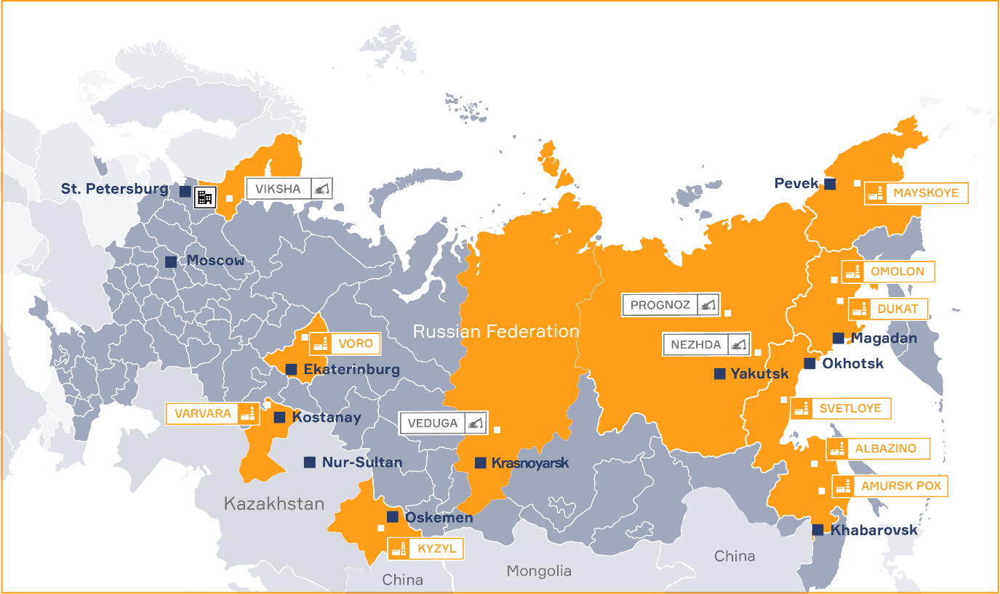 St. Petersburg
VIKSHA
Pevek
MAYSKOYE
Moscow
OMOLON
PROGNOZ
DUKAT
Russian Federation
VORO
NEZHDA
Magadan
Ekaterinburg
Yakutsk
Okhotsk
VARVARA
Kostanay
VEDUGA
SVETLOYE
ALBAZINO
Nur-Sultan
Krasnoyarsk
AMURSK POX
Kazakhstan
Oskemen
Khabarovsk
KYZYL
China
Mongolia
China